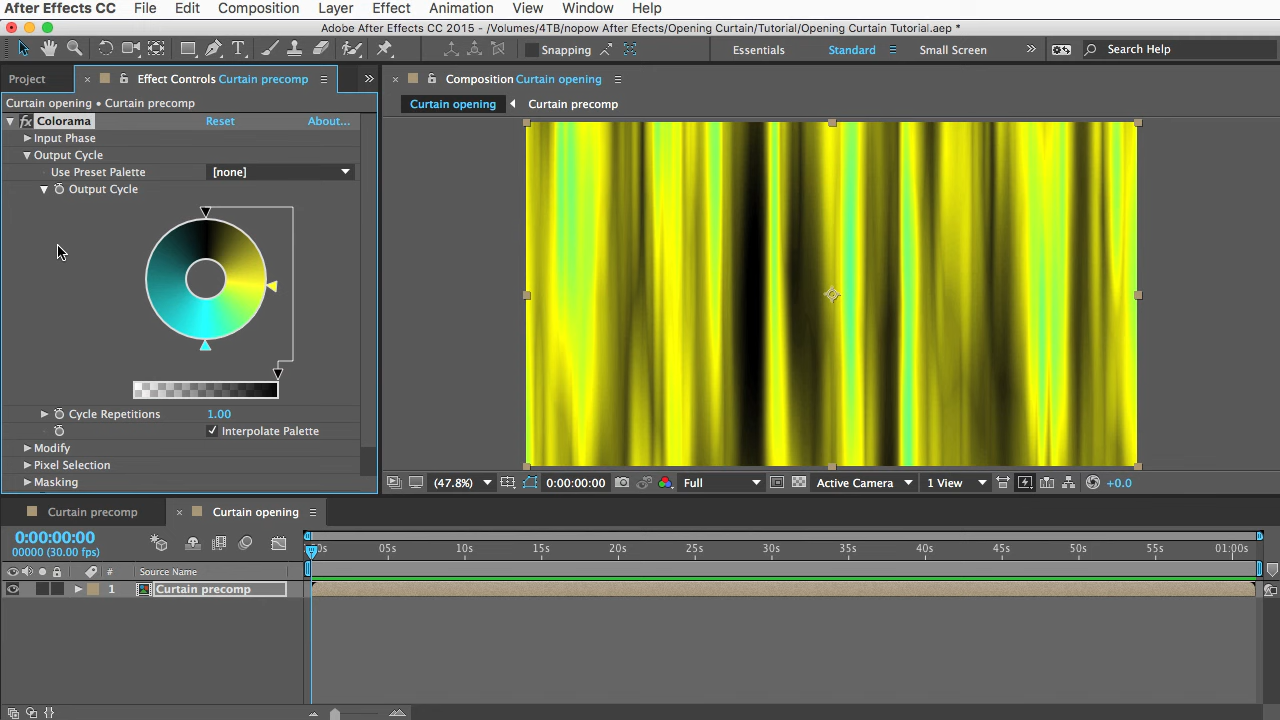 After Effects CC File Edit Composition Layer Effect Animation View Window Help
Adobe After Effects CC 2015 - /Volumes/4TB/nopow After Effects/Opening Curtain/Tutorial/Opening Curtain Tutorial.aep *
Snapping Essentials Standard Small Screen Search Help
Project Effect Controls Curtain precomp Composition Curtain opening
Curtain opening • Curtain precomp
Curtain opening Curtain precomp
fx Colorama Reset About...
Input Phase
Output Cycle
Use Preset Palette [none]
Output Cycle
Cycle Repetitions 1.00
Interpolate Palette
Modify
Pixel Selection
Masking
(47.8%) 0:00:00:00 Full Active Camera 1 View +0.0
Curtain precomp Curtain opening
0:00:00:00
00000 (30.00 fps)
0s 05s 10s 15s 20s 25s 30s 35s 40s 45s 50s 55s 01:00s
# Source Name
1 Curtain precomp